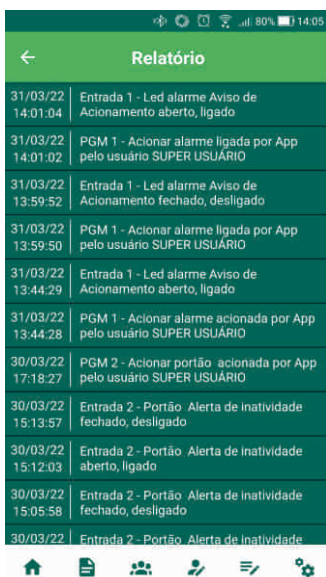 80% 14:05
Relatório
31/03/22 Entrada 1 - Led alarme Aviso de
14:01:04 Acionamento aberto, ligado
31/03/22 PGM 1 - Acionar alarme ligada por App
14:01:02 pelo usuário SUPER USUÁRIO
31/03/22 Entrada 1 - Led alarme Aviso de
13:59:52 Acionamento fechado, desligado
31/03/22 PGM 1 - Acionar alarme ligada por App
13:59:50 pelo usuário SUPER USUÁRIO
31/03/22 Entrada 1 - Led alarme Aviso de
13:44:29 Acionamento aberto, ligado
31/03/22 PGM 1 - Acionar alarme acionada por App
13:44:28 pelo usuário SUPER USUÁRIO
30/03/22 PGM 2 - Acionar portão acionada por App
17:18:27 pelo usuário SUPER USUÁRIO
30/03/22 Entrada 2 - Portão Alerta de inatividade
15:13:57 fechado, desligado
30/03/22 Entrada 2 - Portão Alerta de inatividade
15:12:03 aberto, ligado
30/03/22 Entrada 2 - Portão Alerta de inatividade
15:05:58 fechado, desligado
30/03/22 Entrada 2 - Portão Alerta de inatividade